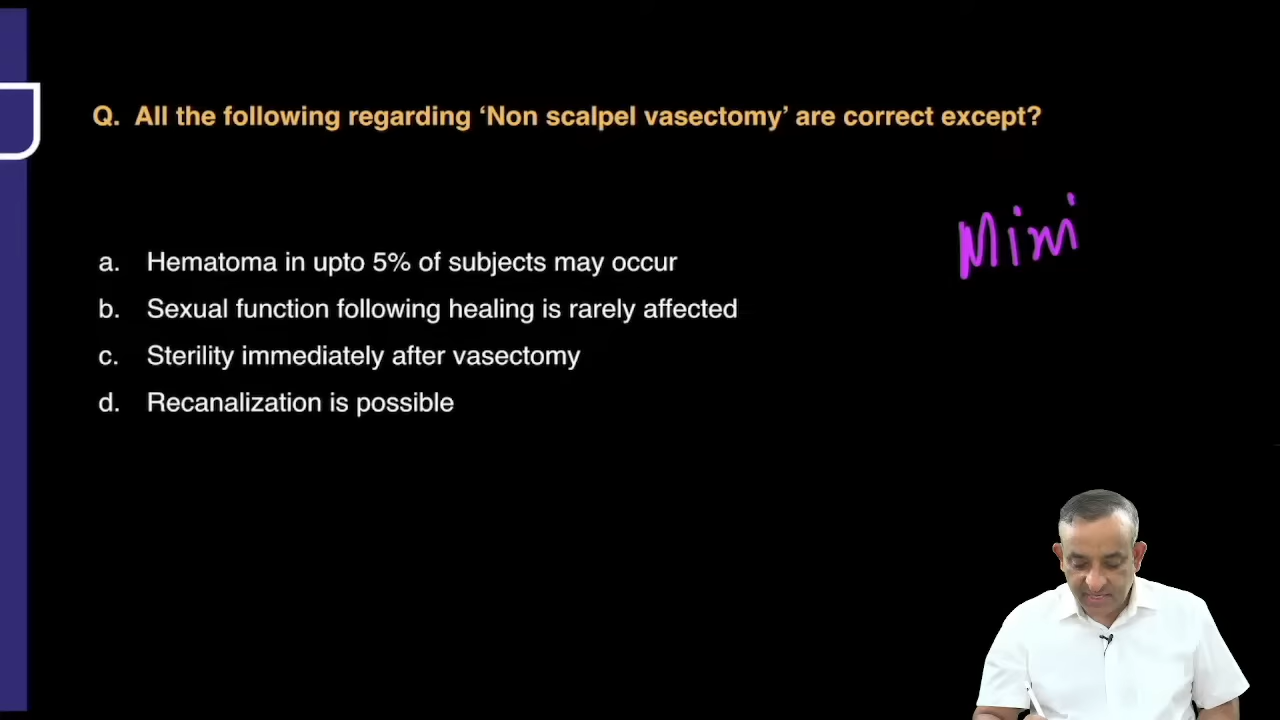 Q. All the following regarding ‘Non scalpel vasectomy’ are correct except?
Mini
a. Hematoma in upto 5% of subjects may occur
b. Sexual function following healing is rarely affected
c. Sterility immediately after vasectomy
d. Recanalization is possible